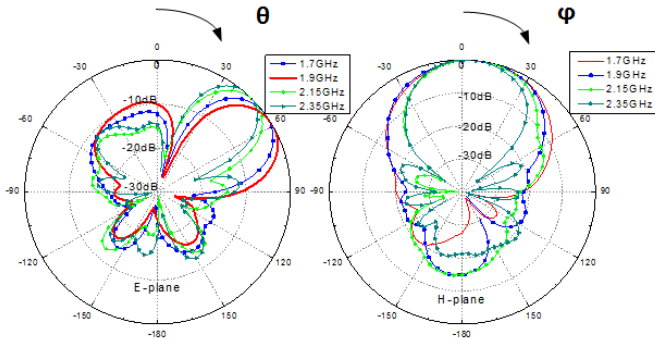 θ
φ
0
30
60
90
120
150
-180
-150
-120
-90
-60
-30
-10dB
-20dB
-30dB
E-plane
1.7GHz
1.9GHz
2.15GHz
2.35GHz
0
30
60
90
120
150
-180
-150
-120
-90
-60
-30
-10dB
-20dB
-30dB
H-plane
1.7GHz
1.9GHz
2.15GHz
2.35GHz